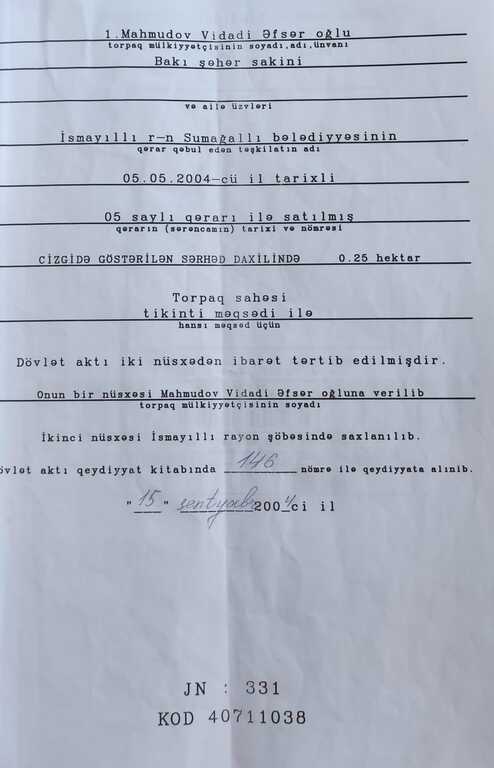 1.Mahmudov Vidadi Əfsər oğlu
torpaq mülkiyyətçisinin soyadı,adı,ünvanı
Bakı şəhər sakini
və ailə üzvləri
İsmayıllı r-n Sumağallı bələdiyyəsinin
qərar qəbul edən təşkilatın adı
05.05.2004-cü il tarixli
05 saylı qərarı ilə satılmış
qərarın (sərəncamın) tarixi və nömrəsi
CİZGİDƏ GÖSTƏRİLƏN SƏRHƏD DAXİLİNDƏ 0.25 hektar
Torpaq sahəsi
tikinti məqsədi ilə
hansı məqsəd üçün
Dövlət aktı iki nüsxədən ibarət tərtib edilmişdir.
Onun bir nüsxəsi Mahmudov Vidadi Əfsər oğluna verilib
torpaq mülkiyyətçisinin soyadı
İkinci nüsxəsi İsmayıllı rayon şöbəsində saxlanılıb.
övlət aktı qeydiyyat kitabında 146 nömrə ilə qeydiyyata alınib.
"15" sentyabr 2004ci il
JN : 331
KOD 40711038